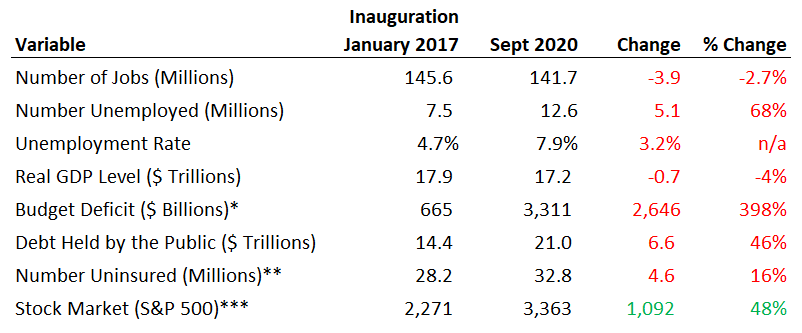 Inauguration
Variable January 2017 Sept 2020 Change % Change
Number of Jobs (Millions) 145.6 141.7 -3.9 -2.7%
Number Unemployed (Millions) 7.5 12.6 5.1 68%
Unemployment Rate 4.7% 7.9% 3.2% n/a
Real GDP Level ($ Trillions) 17.9 17.2 -0.7 -4%
Budget Deficit ($ Billions)* 665 3,311 2,646 398%
Debt Held by the Public ($ Trillions) 14.4 21.0 6.6 46%
Number Uninsured (Millions)** 28.2 32.8 4.6 16%
Stock Market (S&P 500)*** 2,271 3,363 1,092 48%